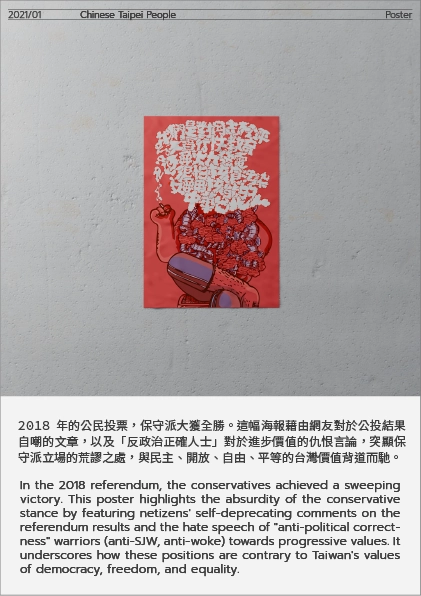 2021/01 Chinese Taipei People Poster
2018 年的公民投票，保守派大獲全勝。這幅海報藉由網友對於公投結果
自嘲的文章，以及「反政治正確人士」對於進步價值的仇恨言論，突顯保
守派立場的荒謬之處，與民主、開放、自由、平等的台灣價值背道而馳。
In the 2018 referendum, the conservatives achieved a sweeping
victory. This poster highlights the absurdity of the conservative
stance by featuring netizens' self-deprecating comments on the
referendum results and the hate speech of "anti-political correct-
ness" warriors (anti-SJW, anti-woke) towards progressive values. It
underscores how these positions are contrary to Taiwan's values
of democracy, freedom, and equality.